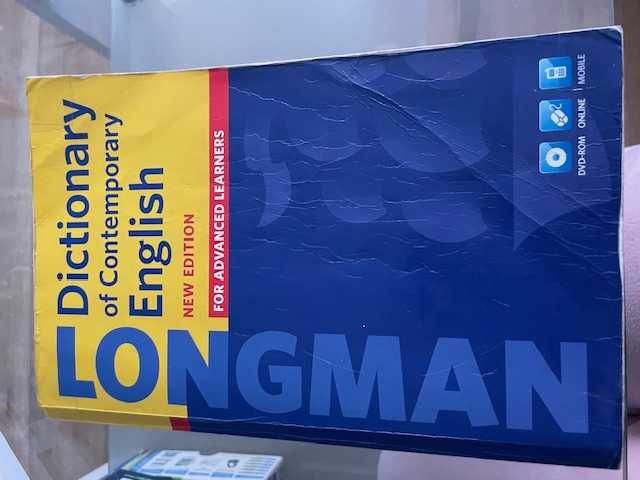 LONGMAN
Dictionary
of Contemporary
English
NEW EDITION
FOR ADVANCED LEARNERS
DVD-ROM
ONLINE
MOBILE